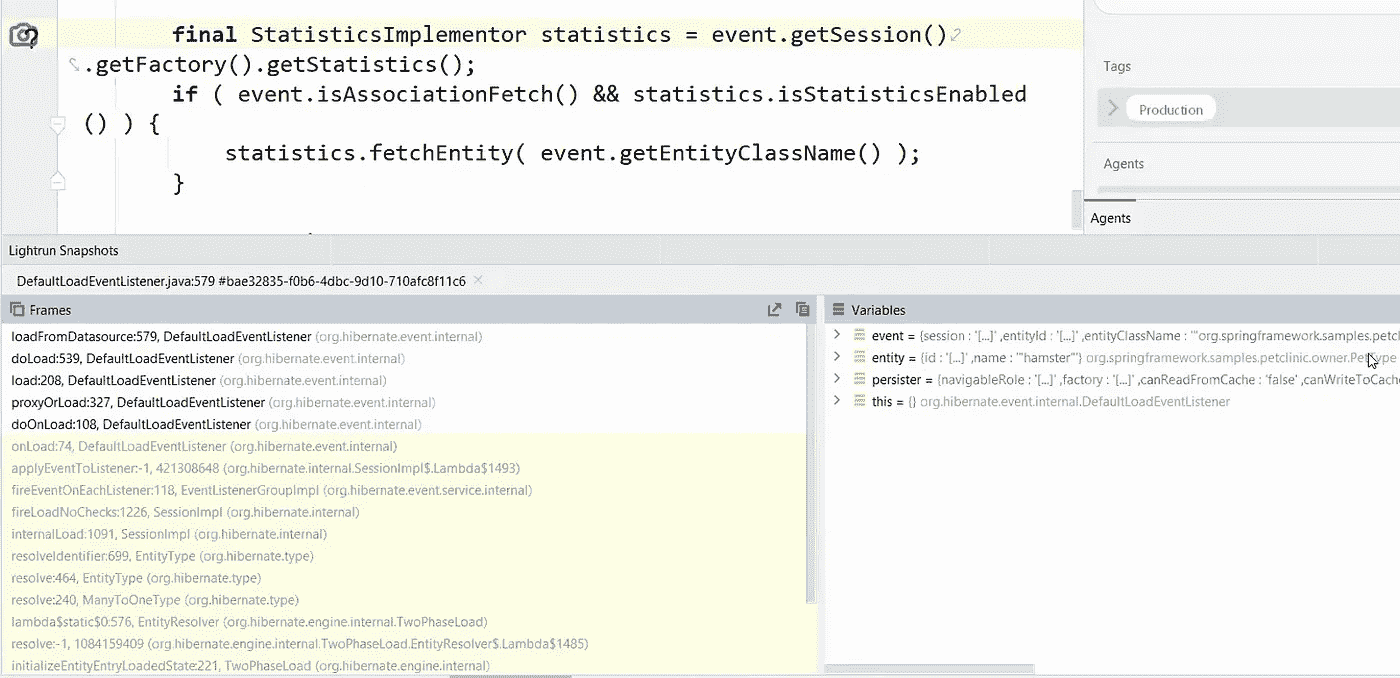 final StatisticsImplementor statistics = event.getSession()
.getFactory().getStatistics();
if ( event.isAssociationFetch() && statistics.isStatisticsEnabled
() ) {
statistics.fetchEntity( event.getEntityClassName() );
}
Tags
Production
Agents
Agents
Lightrun Snapshots
DefaultLoadEventListener.java:579 #bae32835-f0b6-4dbc-9d10-710afc8f11c6
Frames
loadFromDatasource:579, DefaultLoadEventListener (org.hibernate.event.internal)
doLoad:539, DefaultLoadEventListener (org.hibernate.event.internal)
load:208, DefaultLoadEventListener (org.hibernate.event.internal)
proxyOrLoad:327, DefaultLoadEventListener (org.hibernate.event.internal)
doOnLoad:108, DefaultLoadEventListener (org.hibernate.event.internal)
onLoad:74, DefaultLoadEventListener (org.hibernate.event.internal)
applyEventToListener:-1, 421308648 (org.hibernate.internal.SessionImpl$.Lambda$1493)
fireEventOnEachListener:118, EventListenerGroupImpl (org.hibernate.event.service.internal)
fireLoadNoChecks:1226, SessionImpl (org.hibernate.internal)
internalLoad:1091, SessionImpl (org.hibernate.internal)
resolveIdentifier:699, EntityType (org.hibernate.type)
resolve:464, EntityType (org.hibernate.type)
resolve:240, ManyToOneType (org.hibernate.type)
lambda$static$0:576, EntityResolver (org.hibernate.engine.internal.TwoPhaseLoad)
resolve:-1, 1084159409 (org.hibernate.engine.internal.TwoPhaseLoad.EntityResolver$.Lambda$1485)
initializeEntityEntryLoadedState:221, TwoPhaseLoad (org.hibernate.engine.internal)
Variables
event = {session : '[...]' ,entityId : '[...]' ,entityClassName : '"org.springframework.samples.petcl
entity = {id : '[...]' ,name : '"hamster"'} org.springframework.samples.petclinic.owner.PetType
persister = {navigableRole : '[...]' ,factory : '[...]' ,canReadFromCache : 'false' ,canWriteToCache
this = {} org.hibernate.event.internal.DefaultLoadEventListener